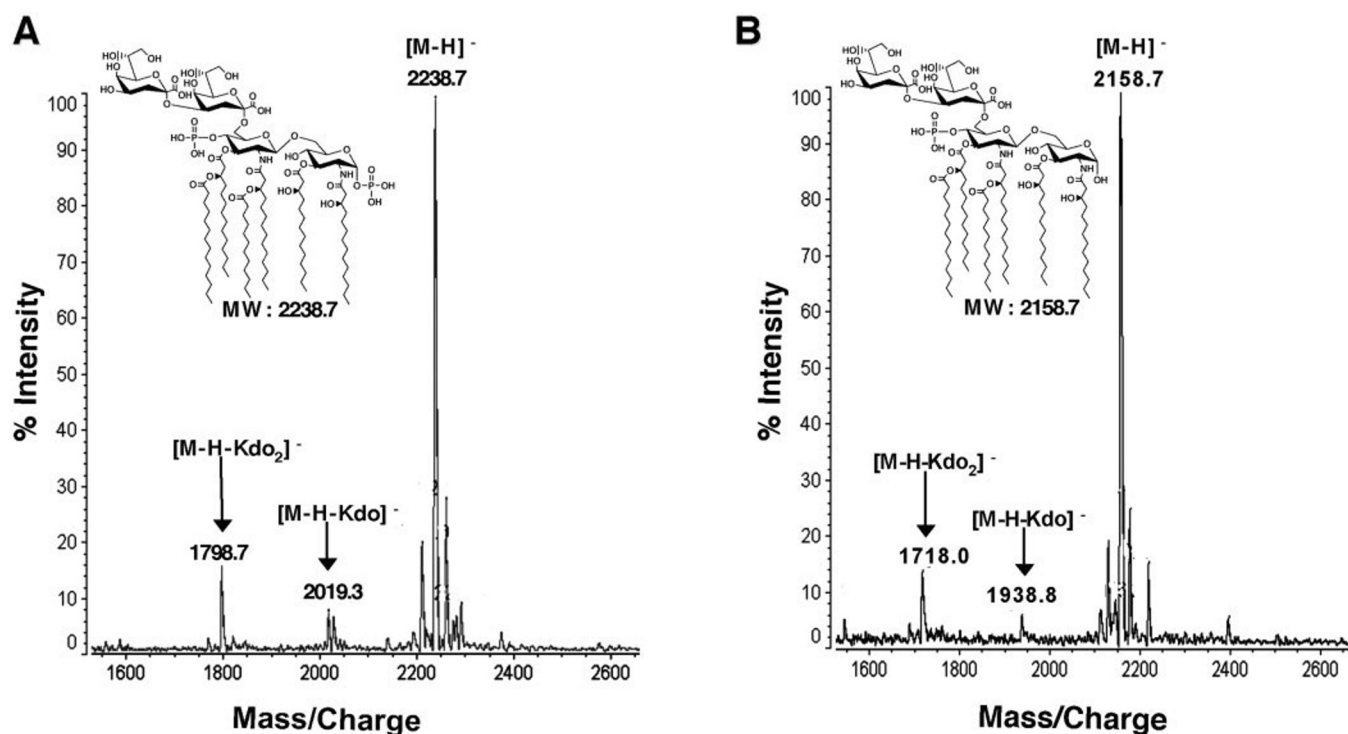 A
[M-H] -
2238.7
MW : 2238.7
[M-H-Kdo2] -
1798.7
[M-H-Kdo] -
2019.3
% Intensity
100
90
80
70
60
50
40
30
20
10
0
1600
1800
2000
2200
2400
2600
Mass/Charge
B
[M-H] -
2158.7
MW : 2158.7
[M-H-Kdo2] -
1718.0
[M-H-Kdo] -
1938.8
% Intensity
100
90
80
70
60
50
40
30
20
10
0
1600
1800
2000
2200
2400
2600
Mass/Charge